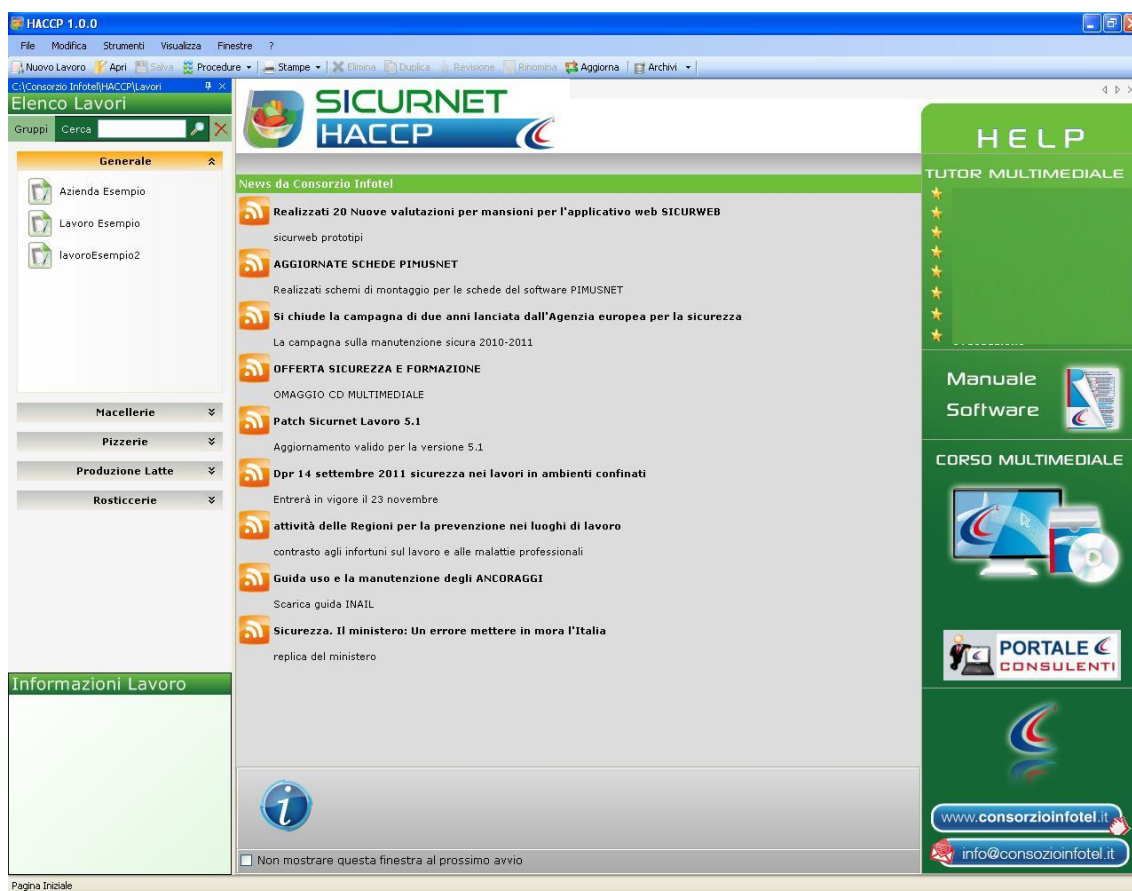 HACCP 1.0.0
File Modifica Strumenti Visualizza Finestre ?
Nuovo Lavoro Apri Salva Procedure Stampe Elimina Duplica Revisione Rinomina Aggiorna Archivi
C:\Consorzio Infotel\HACCP\Lavori
Elenco Lavori
Gruppi Cerca
Generale
Azienda Esempio
Lavoro Esempio
lavoroEsempio2
Macellerie
Pizzerie
Produzione Latte
Rosticcerie
Informazioni Lavoro
SICURNET
HACCP
News da Consorzio Infotel
Realizzati 20 Nuove valutazioni per mansioni per l'applicativo web SICURWEB
sicurweb prototipi
AGGIORNATE SCHEDE PIMUSNET
Realizzati schemi di montaggio per le schede del software PIMUSNET
Si chiude la campagna di due anni lanciata dall'Agenzia europea per la sicurezza
La campagna sulla manutenzione sicura 2010-2011
OFFERTA SICUREZZA E FORMAZIONE
OMAGGIO CD MULTIMEDIALE
Patch Sicurnet Lavoro 5.1
Aggiornamento valido per la versione 5.1
Dpr 14 settembre 2011 sicurezza nei lavori in ambienti confinati
Entrerà in vigore il 23 novembre
attività delle Regioni per la prevenzione nei luoghi di lavoro
contrasto agli infortuni sul lavoro e alle malattie professionali
Guida uso e la manutenzione degli ANCORAGGI
Scarica guida INAIL
Sicurezza. Il ministero: Un errore mettere in mora l'Italia
replica del ministero
Non mostrare questa finestra al prossimo avvio
HELP
TUTOR MULTIMEDIALE
Manuale
Software
CORSO MULTIMEDIALE
PORTALE
CONSULENTI
www.consorzioinfotel.it
info@consozioinfotel.it
Pagina Iniziale